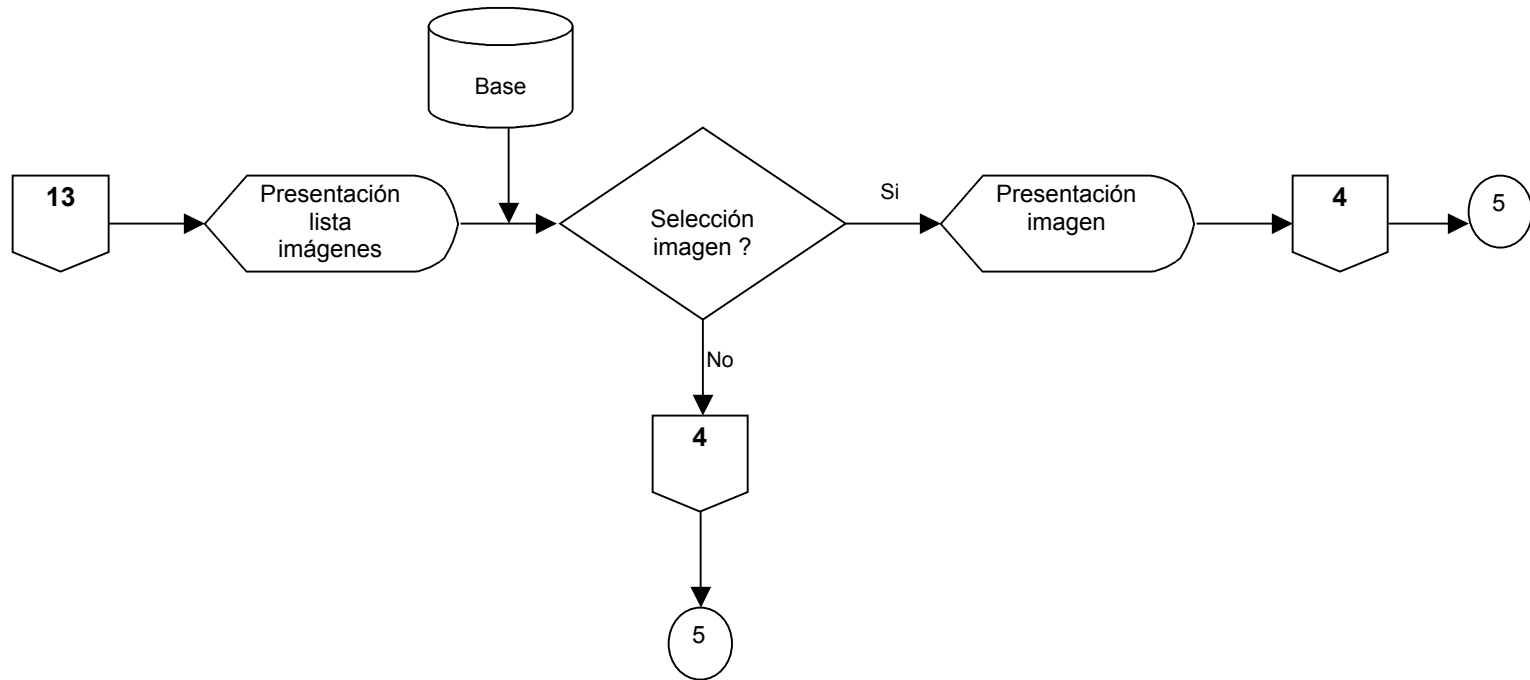 Base
13
Presentación
lista
imágenes
Selección
imagen ?
Si
Presentación
imagen
4
5
No
4
5